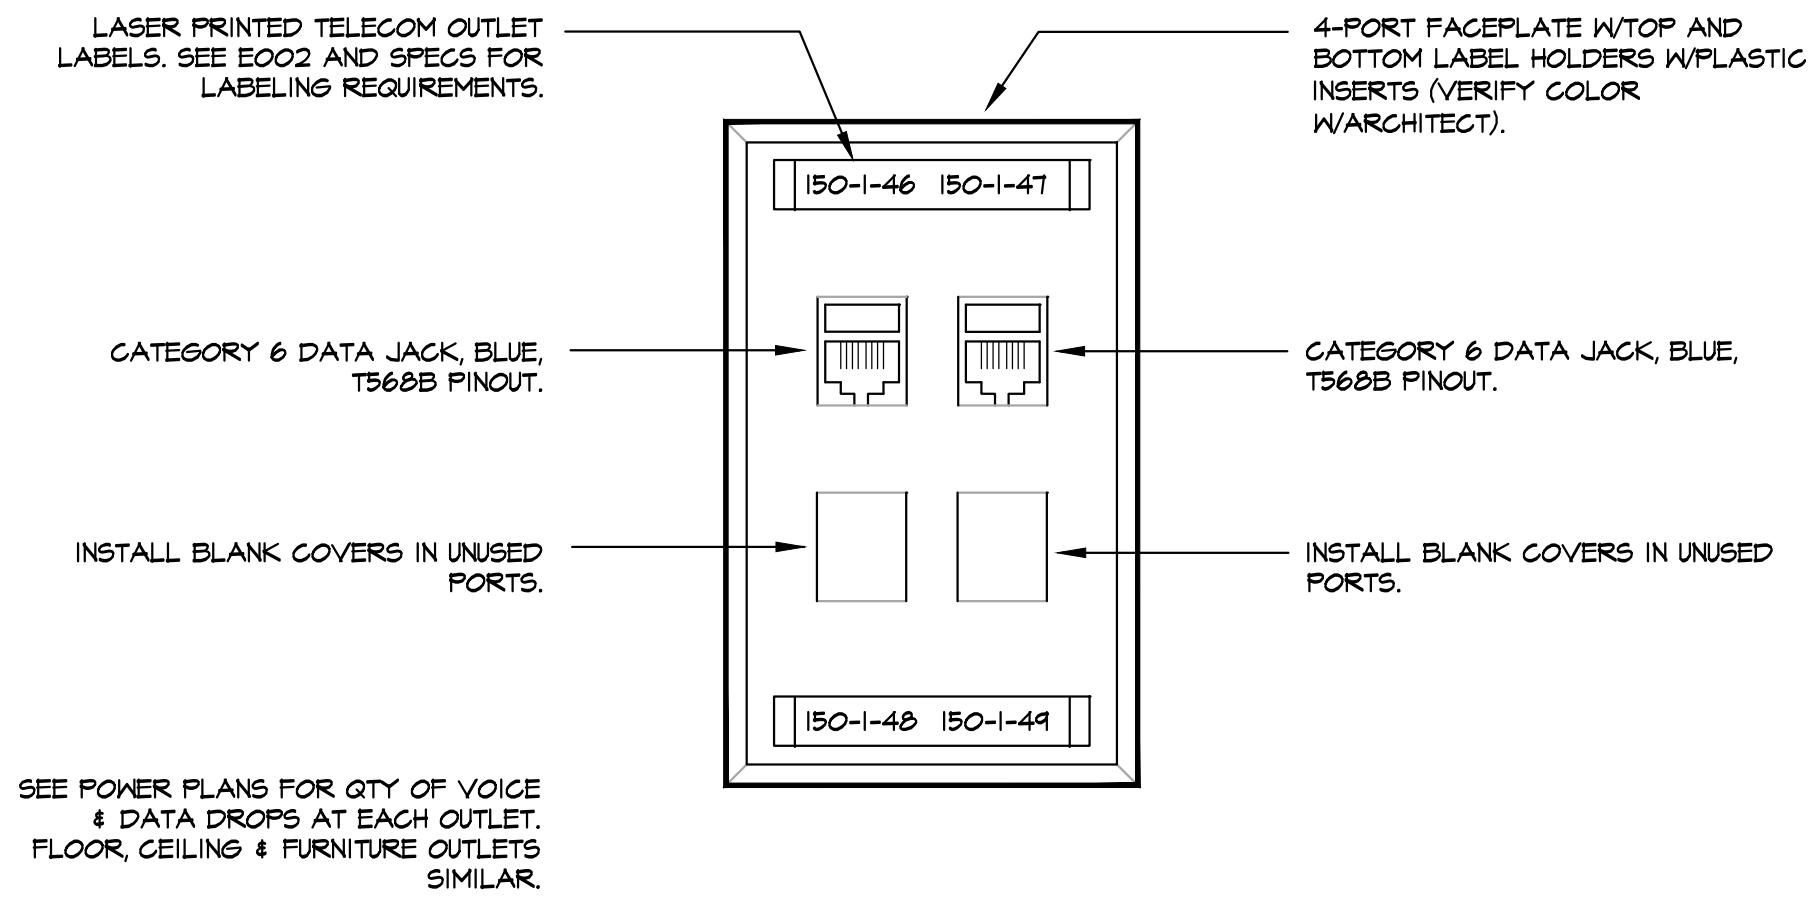 LASER PRINTED TELECOM OUTLET
LABELS. SEE E002 AND SPECS FOR
LABELING REQUIREMENTS.
4-PORT FACEPLATE W/TOP AND
BOTTOM LABEL HOLDERS W/PLASTIC
INSERTS (VERIFY COLOR
W/ARCHITECT).
150-1-46 150-1-47
CATEGORY 6 DATA JACK, BLUE,
T568B PINOUT.
CATEGORY 6 DATA JACK, BLUE,
T568B PINOUT.
INSTALL BLANK COVERS IN UNUSED
PORTS.
INSTALL BLANK COVERS IN UNUSED
PORTS.
150-1-48 150-1-49
SEE POWER PLANS FOR QTY OF VOICE
& DATA DROPS AT EACH OUTLET.
FLOOR, CEILING & FURNITURE OUTLETS
SIMILAR.